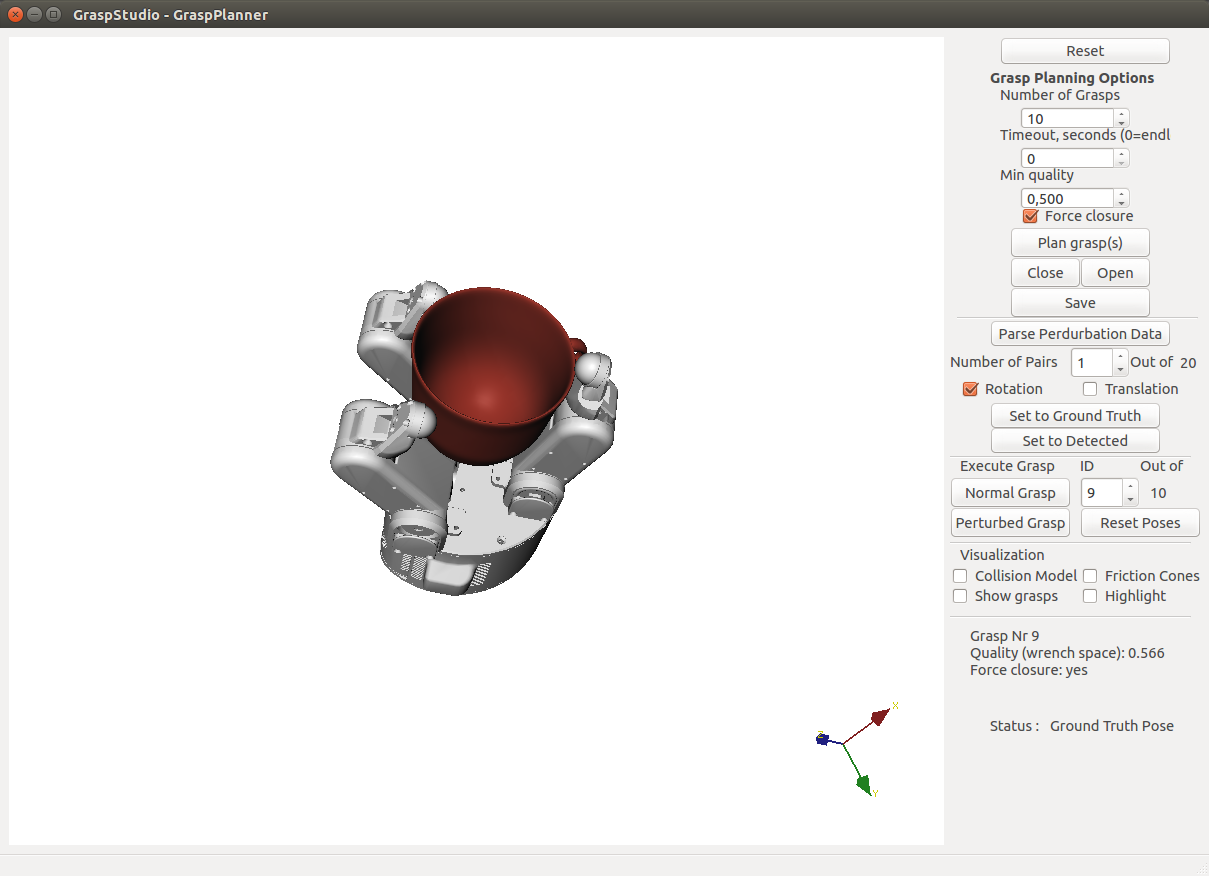 GraspStudio - GraspPlanner
Reset
Grasp Planning Options
Number of Grasps
10
Timeout, seconds (0=endl
0
Min quality
0,500
Force closure
Plan grasp(s)
Close Open
Save
Parse Perdurbation Data
Number of Pairs 1 Out of 20
Rotation Translation
Set to Ground Truth
Set to Detected
Execute Grasp ID Out of
Normal Grasp 9 10
Perturbed Grasp Reset Poses
Visualization
Collision Model Friction Cones
Show grasps Highlight
Grasp Nr 9
Quality (wrench space): 0.566
Force closure: yes
X
Z
Y
Status : Ground Truth Pose